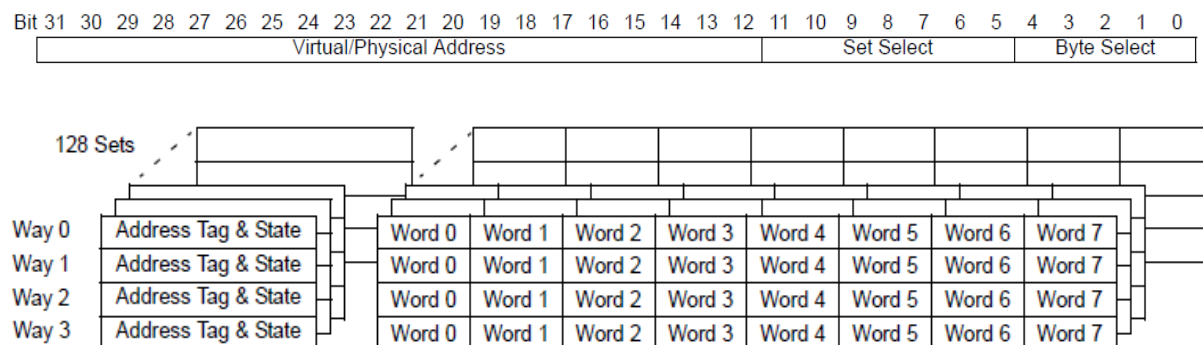 Bit 31 30 29 28 27 26 25 24 23 22 21 20 19 18 17 16 15 14 13 12 11 10 9 8 7 6 5 4 3 2 1 0
Virtual/Physical Address Set Select Byte Select
128 Sets
Way 0 Address Tag & State Word 0 Word 1 Word 2 Word 3 Word 4 Word 5 Word 6 Word 7
Way 1 Address Tag & State Word 0 Word 1 Word 2 Word 3 Word 4 Word 5 Word 6 Word 7
Way 2 Address Tag & State Word 0 Word 1 Word 2 Word 3 Word 4 Word 5 Word 6 Word 7
Way 3 Address Tag & State Word 0 Word 1 Word 2 Word 3 Word 4 Word 5 Word 6 Word 7